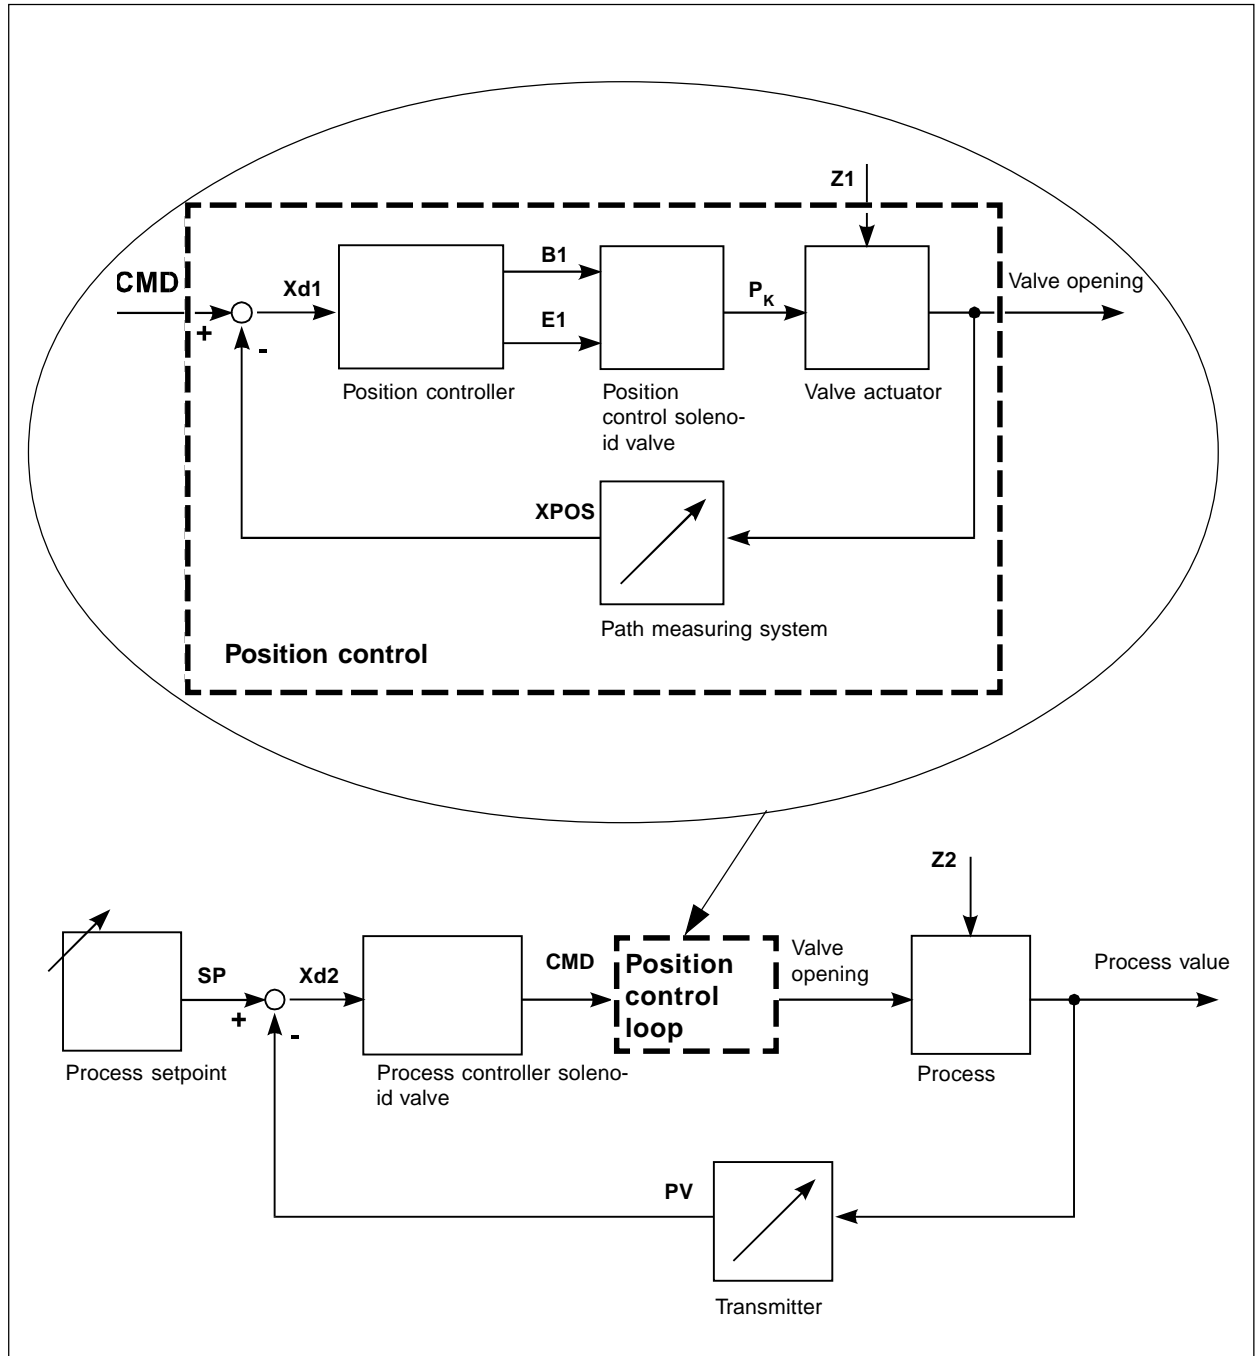 Z1
CMD
+
-
Xd1
B1
E1
PK
Valve opening
Position controller
Position
control soleno-
id valve
Valve actuator
XPOS
Path measuring system
Position control
Z2
SP
+
-
Xd2
CMD
Position
control
loop
Valve
opening
Process value
Process setpoint
Process controller soleno-
id valve
Process
PV
Transmitter